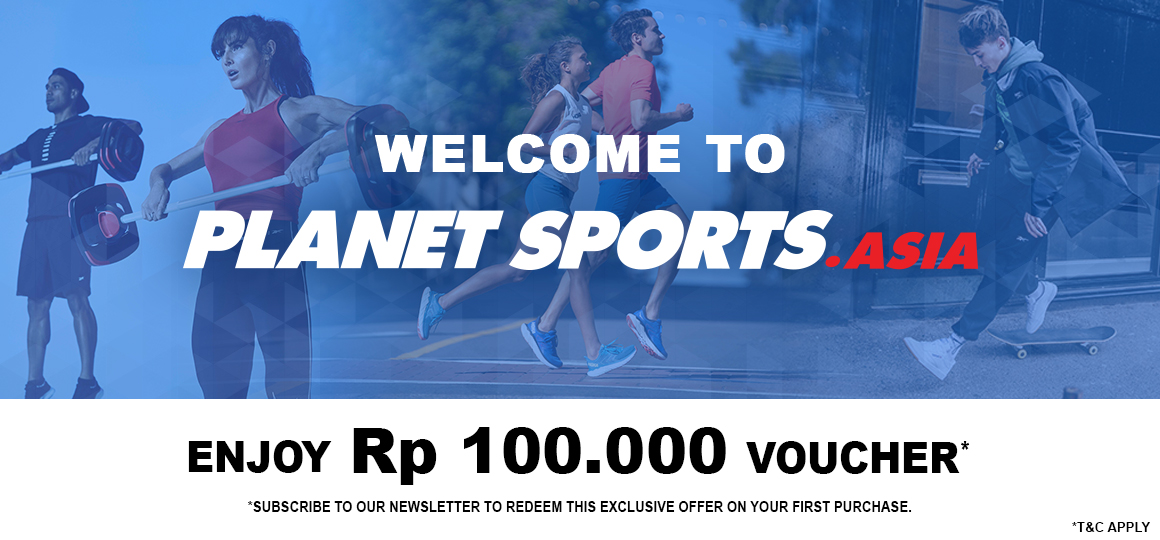 WELCOME TO
PLANET SPORTS.ASIA
ENJOY Rp 100.000 VOUCHER*
*SUBSCRIBE TO OUR NEWSLETTER TO REDEEM THIS EXCLUSIVE OFFER ON YOUR FIRST PURCHASE.
*T&C APPLY